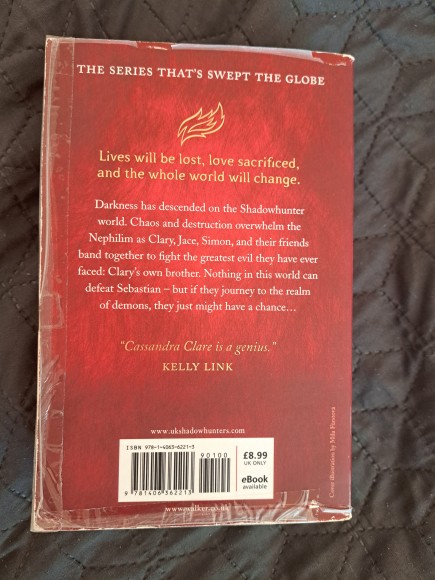 THE SERIES THAT'S SWEPT THE GLOBE
Lives will be lost, love sacrificed,
and the whole world will change.
Darkness has descended on the Shadowhunter
world. Chaos and destruction overwhelm the
Nephilim as Clary, Jace, Simon, and their friends
band together to fight the greatest evil they have ever
faced: Clary's own brother. Nothing in this world can
defeat Sebastian – but if they journey to the realm
of demons, they just might have a chance…
"Cassandra Clare is a genius."
KELLY LINK
www.ukshadowhunters.com
ISBN 978-1-4063-6221-3
90100
9 781406 362213
£8.99
UK ONLY
eBook
available
www.walker.co.uk
Cover illustration by Mila Furstova